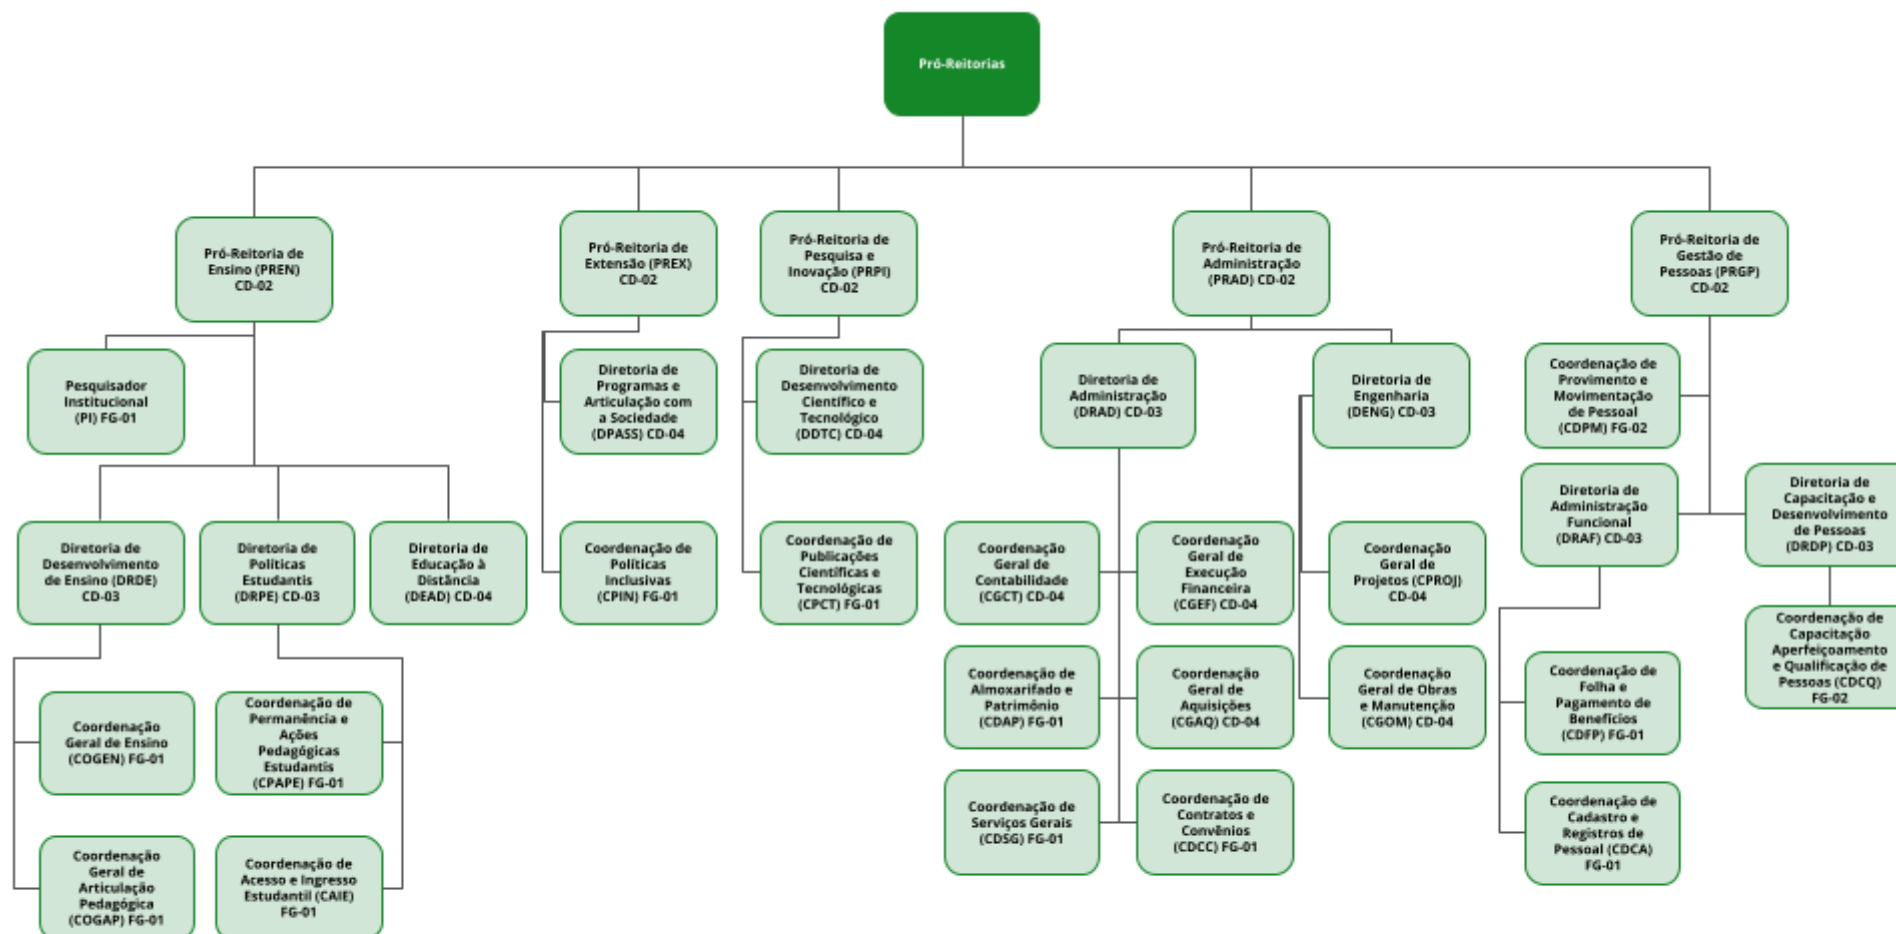 Pró-Reitorias
Pró-Reitoria de
Ensino (PREN)
CD-02
Pró-Reitoria de
Extensão (PREX)
CD-02
Pró-Reitoria de
Pesquisa e
Inovação (PRPI)
CD-02
Pró-Reitoria de
Administração
(PRAD) CD-02
Pró-Reitoria de
Gestão de
Pessoas (PRGP)
CD-02
Pesquisador
Institucional
(PI) FG-01
Diretoria de
Programas e
Articulação com
a Sociedade
(DPASS) CD-04
Diretoria de
Desenvolvimento
Científico e
Tecnológico
(DDTC) CD-04
Diretoria de
Administração
(DRAD) CD-03
Diretoria de
Engenharia
(DENG) CD-03
Coordenação de
Provimento e
Movimentação
de Pessoal
(CDPM) FG-02
Diretoria de
Administração
Funcional
(DRAF) CD-03
Diretoria de
Capacitação e
Desenvolvimento
de Pessoas
(DRDP) CD-03
Diretoria de
Desenvolvimento
de Ensino (DRDE)
CD-03
Diretoria de
Políticas
Estudantis
(DRPE) CD-03
Diretoria de
Educação à
Distância
(DEAD) CD-04
Coordenação de
Políticas
Inclusivas
(CPIN) FG-01
Coordenação de
Publicações
Científicas e
Tecnológicas
(CPCT) FG-01
Coordenação
Geral de
Contabilidade
(CGCT) CD-04
Coordenação
Geral de
Execução
Financeira
(CGEF) CD-04
Coordenação
Geral de
Projetos (CPROJ)
CD-04
Coordenação de
Capacitação
Aperfeiçoamento
e Qualificação de
Pessoas (CDCQ)
FG-02
Coordenação
Geral de Ensino
(COGEN) FG-01
Coordenação de
Permanência e
Ações
Pedagógicas
Estudantis
(CPAPE) FG-01
Coordenação de
Almoxarifado e
Patrimônio
(CDAP) FG-01
Coordenação
Geral de
Aquisições
(CGAQ) CD-04
Coordenação
Geral de Obras
e Manutenção
(CGOM) CD-04
Coordenação de
Folha e
Pagamento de
Benefícios
(CDFP) FG-01
Coordenação
Geral de
Articulação
Pedagógica
(COGAP) FG-01
Coordenação de
Acesso e Ingresso
Estudantil (CAIE)
FG-01
Coordenação de
Serviços Gerais
(CDSG) FG-01
Coordenação de
Contratos e
Convênios
(CDCC) FG-01
Coordenação de
Cadastro e
Registros de
Pessoal (CDCA)
FG-01